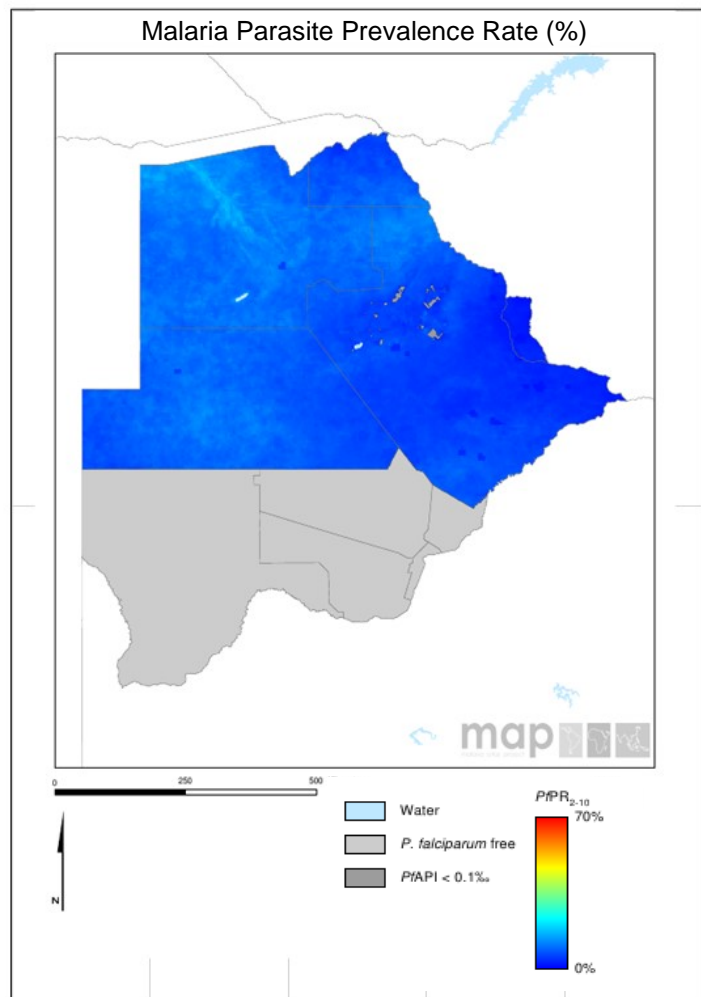 Malaria Parasite Prevalence Rate (%)
map
0 250 500
Water
P. falciparum free
PfAPI < 0.1‰
N
PfPR2-10
70%
0%